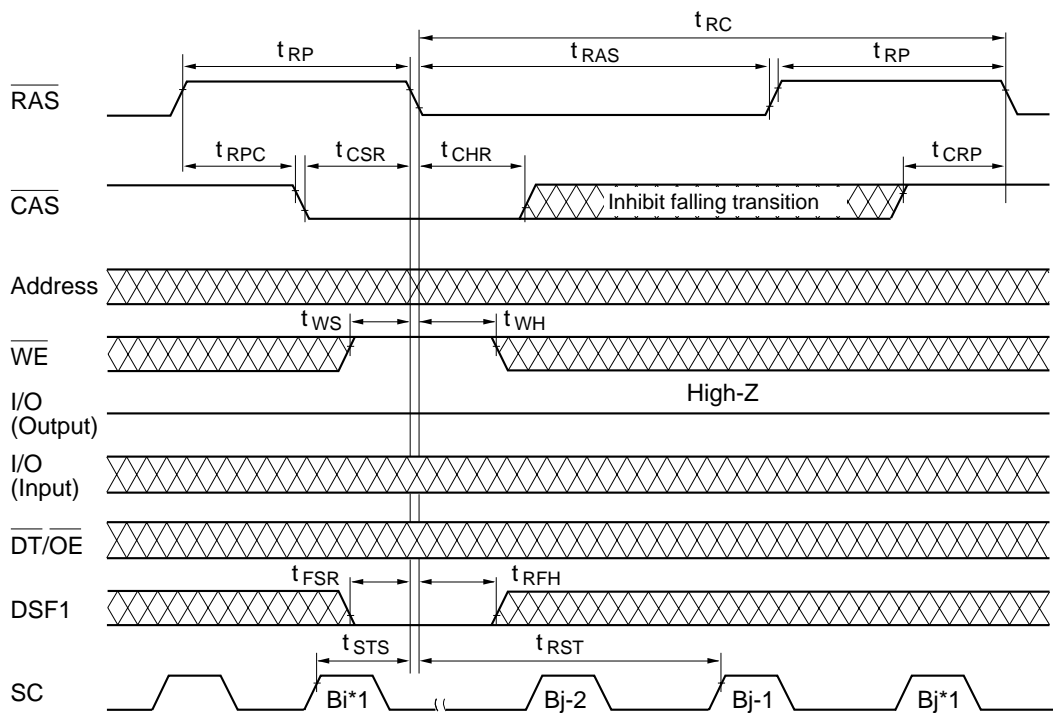 t RC
t RP t RAS t RP
RAS
t RPC t CSR t CHR t CRP
CAS
Inhibit falling transition
Address
t WS t WH
WE
High-Z
I/O
(Output)
I/O
(Input)
DT/OE
t FSR t RFH
DSF1
t STS t RST
SC
Bi*1 Bj-2 Bj-1 Bj*1